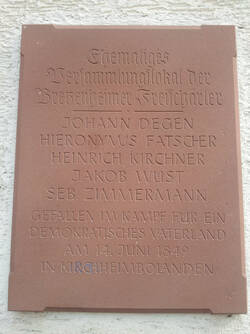 Ehemaliges
Versammlungslokal der
Bretzenheimer Freischärler
JOHANN DEGEN
HIERONYMUS FATSCHER
HEINRICH KIRCHNER
JAKOB WUST
SEB. ZIMMERMANN
GEFALLEN IM KAMPF FÜR EIN
DEMOKRATISCHES VATERLAND
AM 14. JUNI 1849
IN KIRCHHEIMBOLANDEN